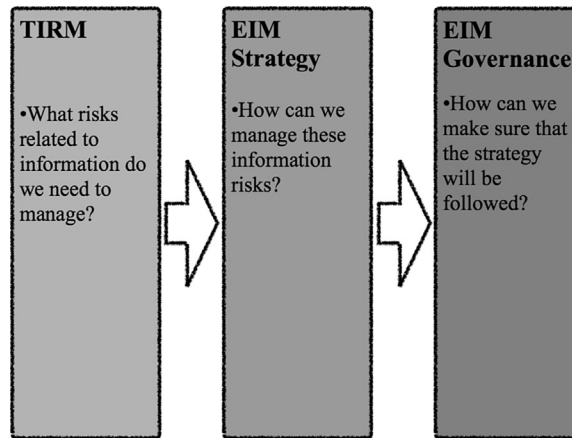 TIRM
•What risks
related to
information do
we need to
manage?
EIM
Strategy
•How can we
manage these
information
risks?
EIM
Governance
•How can we
make sure that
the strategy
will be
followed?